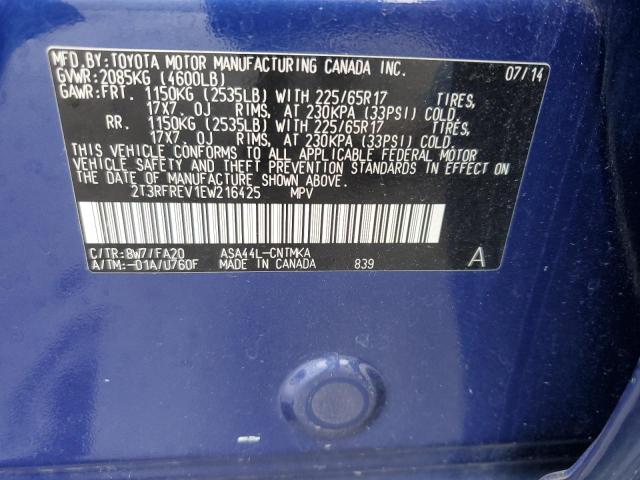 MFD. BY: TOYOTA MOTOR MANUFACTURING CANADA INC.
GVWR: 2085KG (4600LB) 07/14
GAWR: FRT. 1150KG (2535LB) WITH 225/65R17 TIRES,
17X7 OJ RIMS, AT 230KPA (33PSI) COLD.
RR. 1150KG (2535LB) WITH 225/65R17 TIRES,
17X7 OJ RIMS, AT 230KPA (33PSI) COLD.
THIS VEHICLE CONFORMS TO ALL APPLICABLE FEDERAL MOTOR
VEHICLE SAFETY AND THEFT PREVENTION STANDARDS IN EFFECT ON
THE DATE OF MANUFACTURE SHOWN ABOVE.
2T3RFREV1EW216425 MPV
C/TR: 8W7/FA20 ASA44L-CNTMKA
A/TM: -01A/U760F MADE IN CANADA 839 A